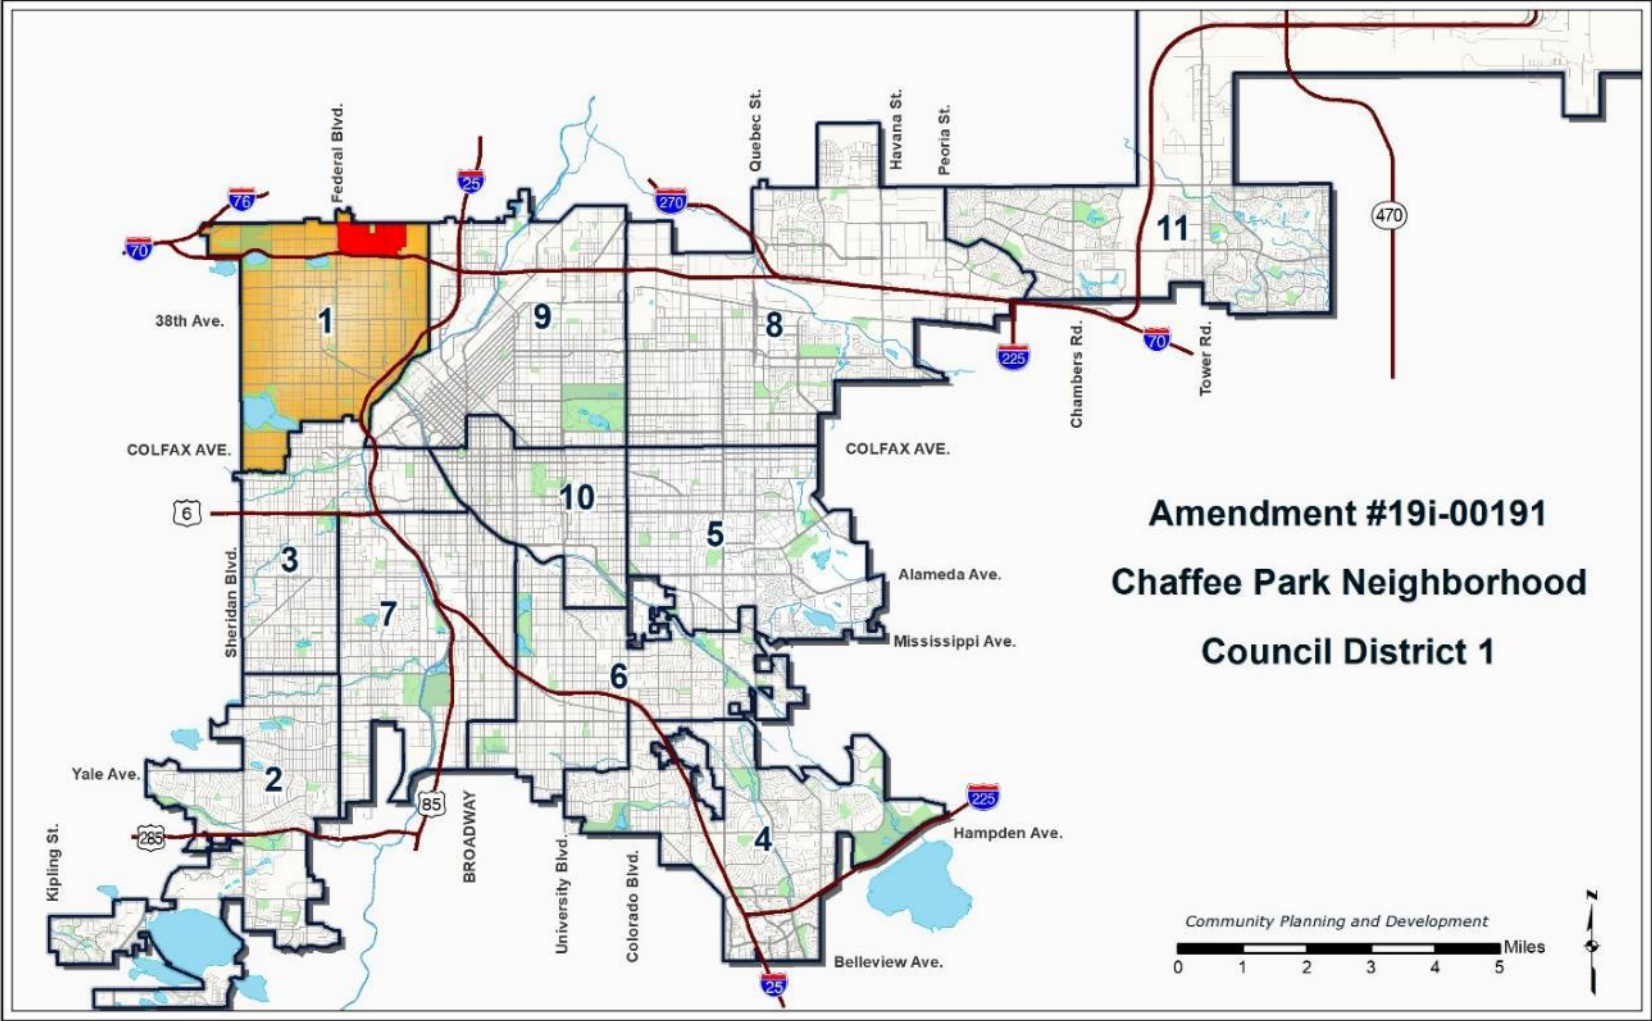 Federal Blvd.
Quebec St.
Havana St.
Peoria St.
76
25
270
70
470
11
1
9
8
38th Ave.
225
70
Chambers Rd.
Tower Rd.
COLFAX AVE.
COLFAX AVE.
6
10
5
3
7
Sheridan Blvd.
Alameda Ave.
Mississippi Ave.
6
Amendment #19i-00191
Chaffee Park Neighborhood
Council District 1
Yale Ave.
2
85
285
Kipling St.
BROADWAY
University Blvd.
Colorado Blvd.
4
225
Hampden Ave.
Belleview Ave.
25
Community Planning and Development
Miles
0 1 2 3 4 5
N